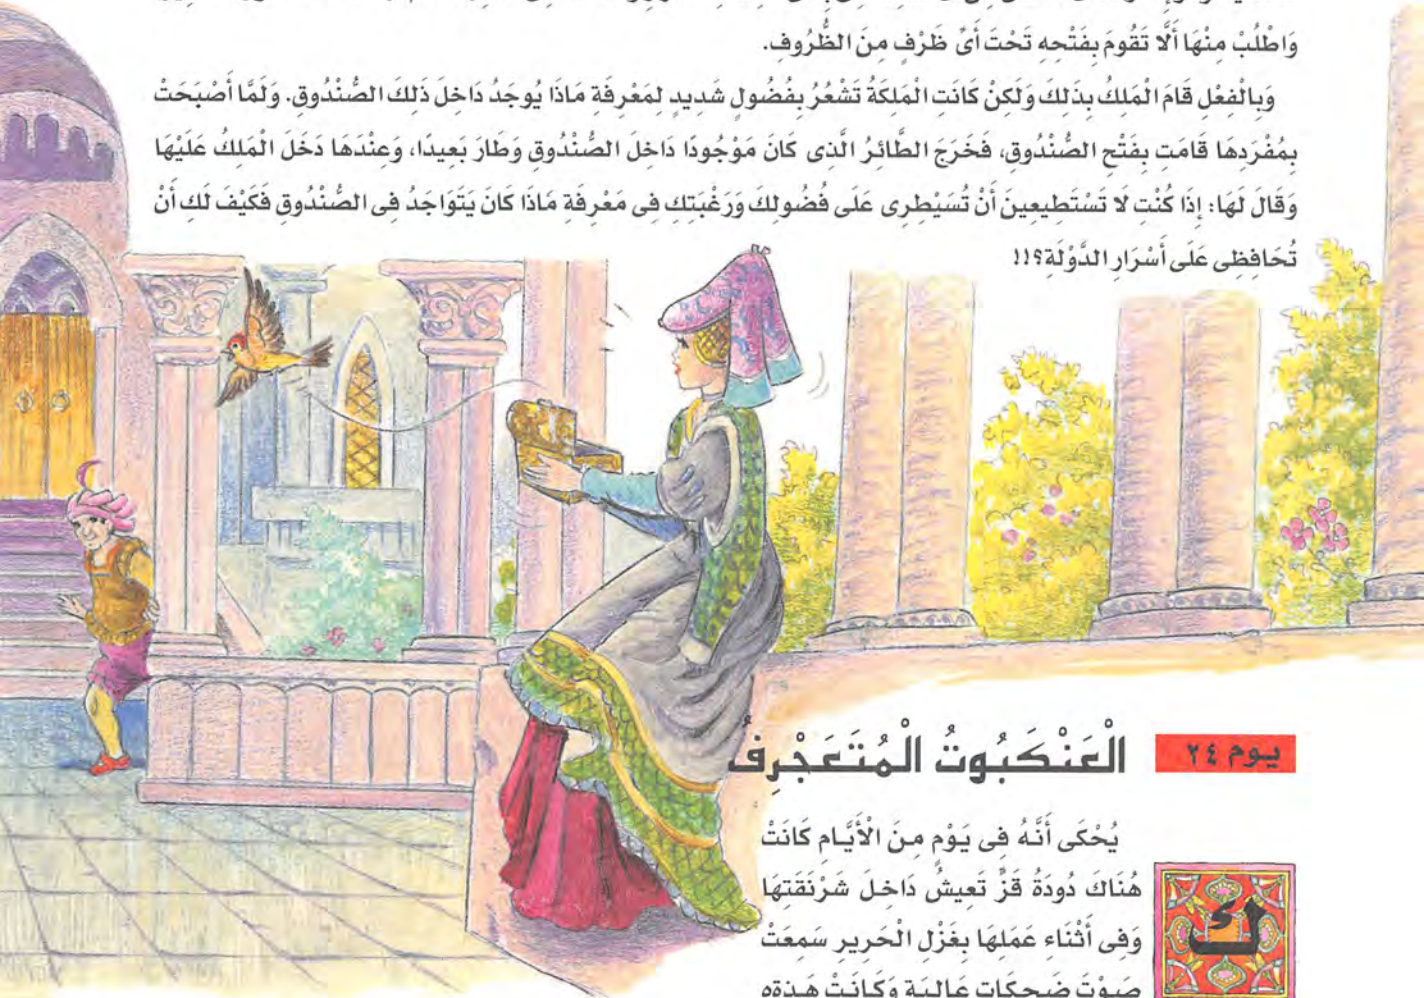 وَاطْلُبْ مِنْهَا أَلَّا تَقُومَ بِفَتْحِهِ تَحْتَ أَىِّ ظَرْفٍ مِنَ الظُّرُوفِ.
وَبِالْفِعْلِ قَامَ الْمَلِكُ بِذَلِكَ وَلَكِنْ كَانَتِ الْمَلِكَةُ تَشْعُرُ بِفُضُولٍ شَدِيدٍ لِمَعْرِفَةِ مَاذَا يُوجَدُ دَاخِلَ ذَلِكَ الصُّنْدُوقِ. وَلَمَّا أَصْبَحَتْ
بِمُفْرَدِهَا قَامَتِ بِفَتْحِ الصُّنْدُوقِ، فَخَرَجَ الطَّائِرُ الَّذِى كَانَ مَوْجُودًا دَاخِلَ الصُّنْدُوقِ وَطَارَ بَعِيدًا، وَعِنْدَهَا دَخَلَ الْمَلِكُ عَلَيْهَا
وَقَالَ لَهَا: إِذَا كُنْتِ لَا تَسْتَطِيعِينَ أَنْ تُسَيْطِرِى عَلَى فُضُولِكَ وَرَغْبَتِكِ فِى مَعْرِفَةِ مَاذَا كَانَ يَتَوَاجَدُ فِى الصُّنْدُوقِ فَكَيْفَ لَكِ أَنْ
تُحَافِظِى عَلَى أَسْرَارِ الدَّوْلَةِ؟!!
يوم ٢٤ الْعَنْكَبُوتُ الْمُتَعَجْرِفُ
يُحْكَى أَنَّهُ فِى يَوْمٍ مِنَ الْأَيَّامِ كَانَتْ
هُنَاكَ دُودَةُ قَزٍّ تَعِيشُ دَاخِلَ شَرْنَقَتِهَا
وَفِى أَثْنَاءِ عَمَلِهَا بِغَزْلِ الْحَرِيرِ سَمِعَتْ
ك
صَوْتَ ضَحِكَاتٍ عَالِيَةٍ وَكَانَتْ هَذِهِ